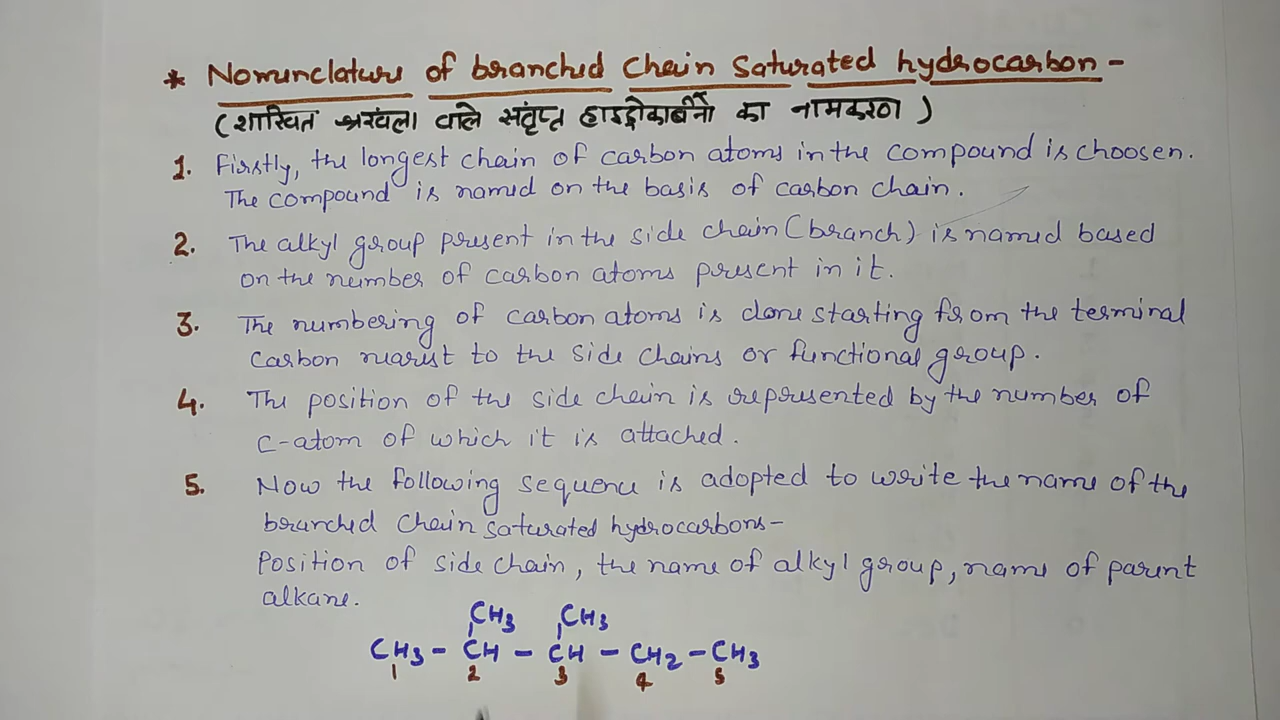 * Nomenclature of branched chain saturated hydrocarbon -
(शाखित श्रृंखला वाले संतृप्त हाइड्रोकार्बनों का नामकरण)
1. Firstly, the longest chain of carbon atoms in the compound is choosen.
The compound is named on the basis of carbon chain.
2. The alkyl group present in the side chain (branch) is named based
on the number of carbon atoms present in it.
3. The numbering of carbon atoms is done starting from the terminal
carbon nearest to the side chains or functional group.
4. The position of the side chain is represented by the number of
C-atom of which it is attached.
5. Now the following sequence is adopted to write the name of the
branched chain saturated hydrocarbons-
Position of side chain, the name of alkyl group, name of parent
alkane.
CH3 CH3
CH3 - CH - CH - CH2 - CH3
1 2 3 4 5